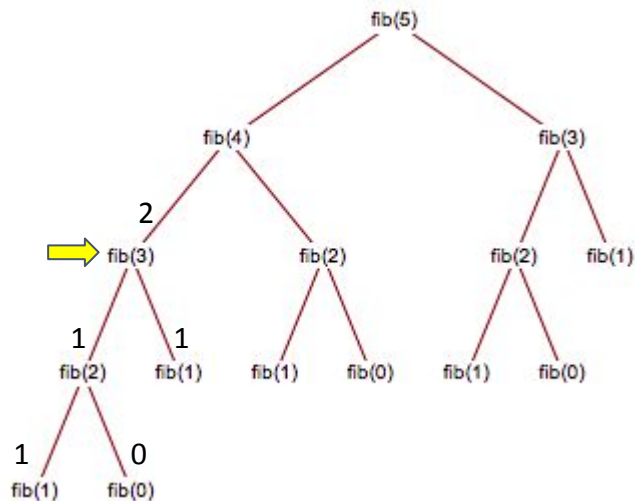 fib(5)
fib(4) fib(3)
2
fib(3) fib(2) fib(2) fib(1)
1 1
fib(2) fib(1) fib(1) fib(0) fib(1) fib(0)
1 0
fib(1) fib(0)